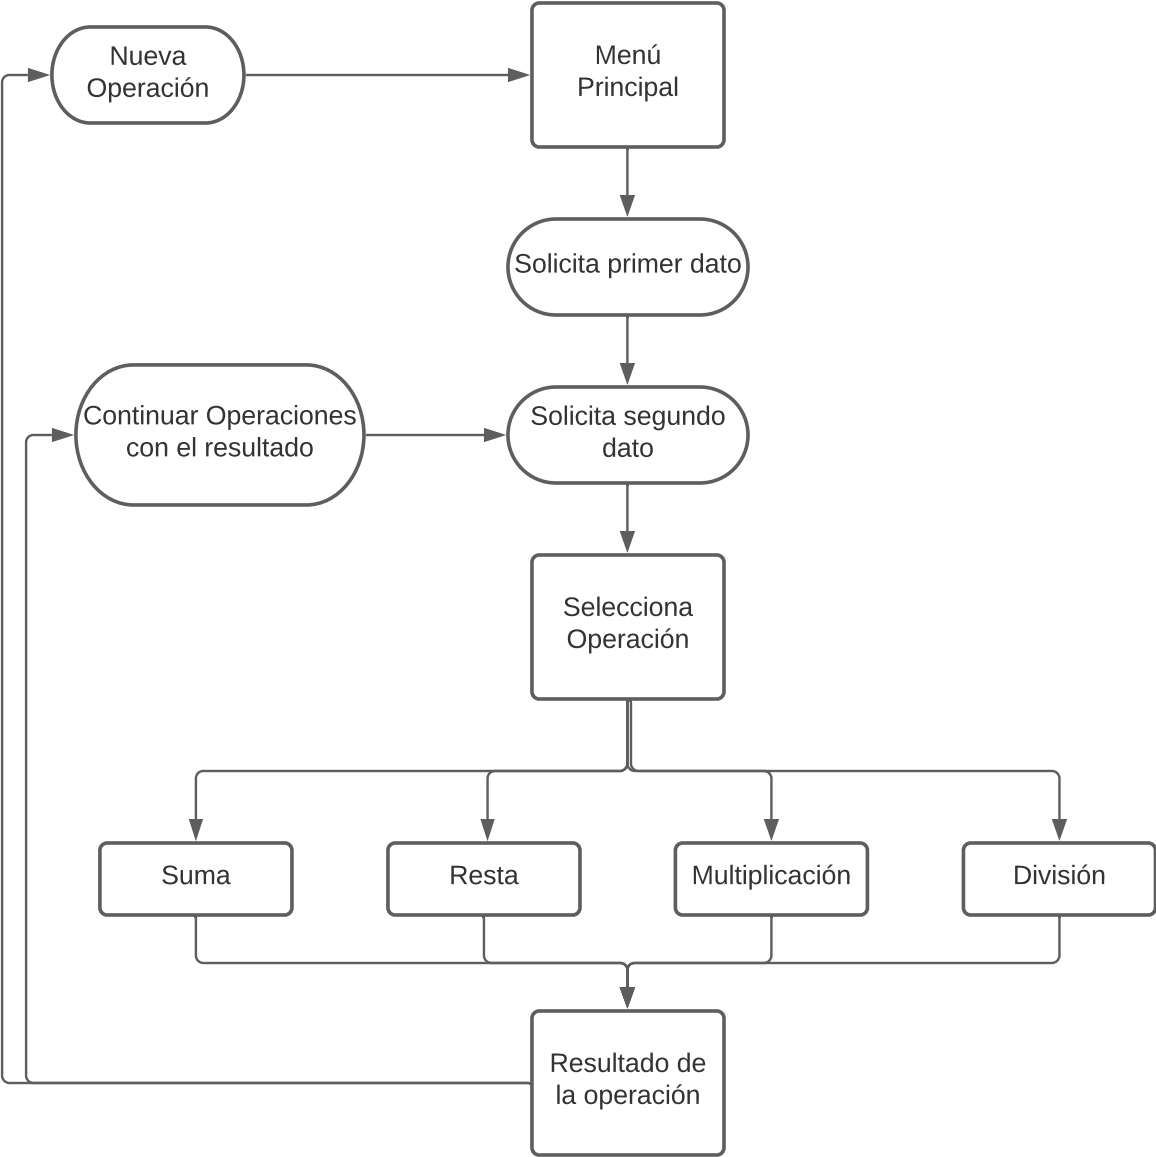 Nueva
Operación
Menú
Principal
Solicita primer dato
Continuar Operaciones
con el resultado
Solicita segundo
dato
Selecciona
Operación
Suma
Resta
Multiplicación
División
Resultado de
la operación